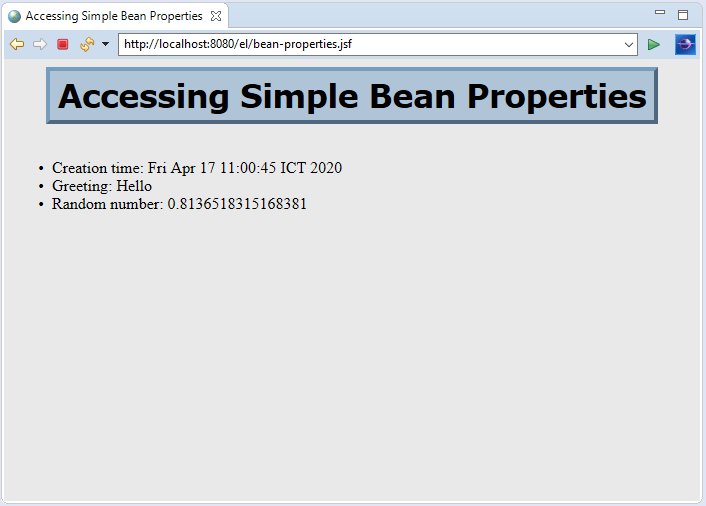 Accessing Simple Bean Properties
http://localhost:8080/el/bean-properties.jsf
Accessing Simple Bean Properties
• Creation time: Fri Apr 17 11:00:45 ICT 2020
• Greeting: Hello
• Random number: 0.8136518315168381